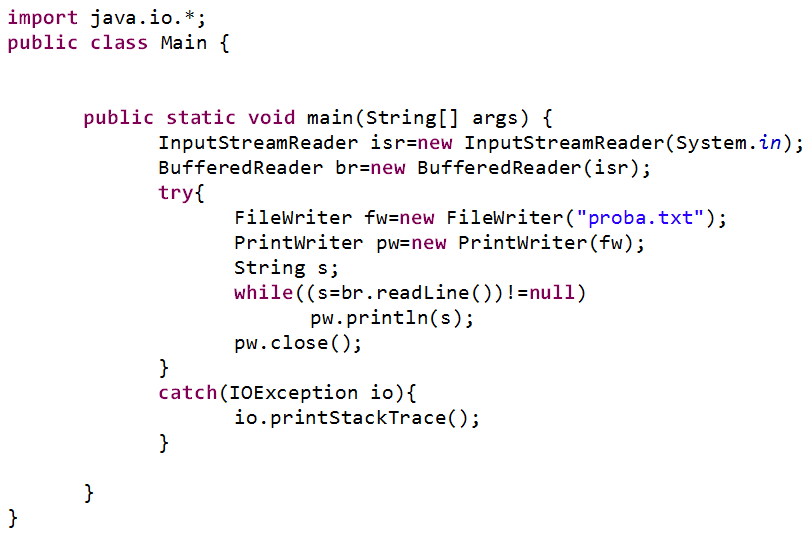 import java.io.*;
public class Main {
public static void main(String[] args) {
InputStreamReader isr=new InputStreamReader(System.in);
BufferedReader br=new BufferedReader(isr);
try{
FileWriter fw=new FileWriter("proba.txt");
PrintWriter pw=new PrintWriter(fw);
String s;
while((s=br.readLine())!=null)
pw.println(s);
pw.close();
}
catch(IOException io){
io.printStackTrace();
}
}
}